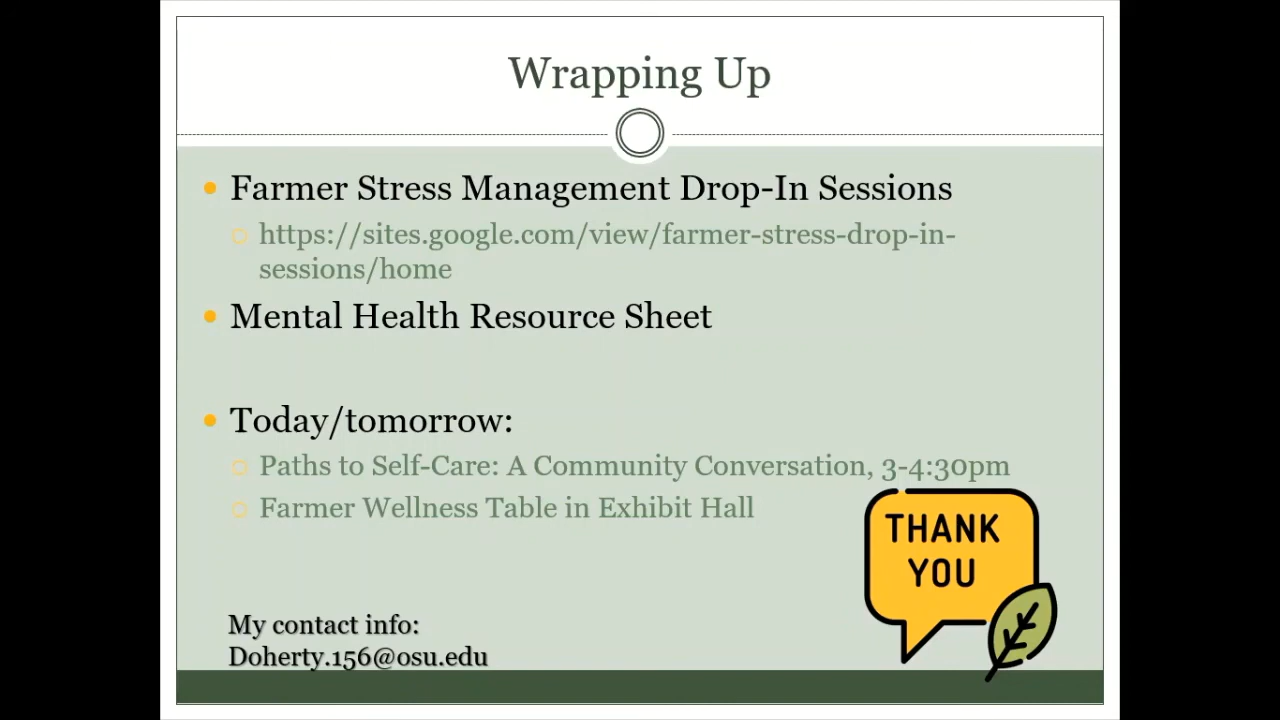 Wrapping Up
Farmer Stress Management Drop-In Sessions
https://sites.google.com/view/farmer-stress-drop-in-
sessions/home
Mental Health Resource Sheet
Today/tomorrow:
Paths to Self-Care: A Community Conversation, 3-4:30pm
Farmer Wellness Table in Exhibit Hall
THANK
YOU
My contact info:
Doherty.156@osu.edu